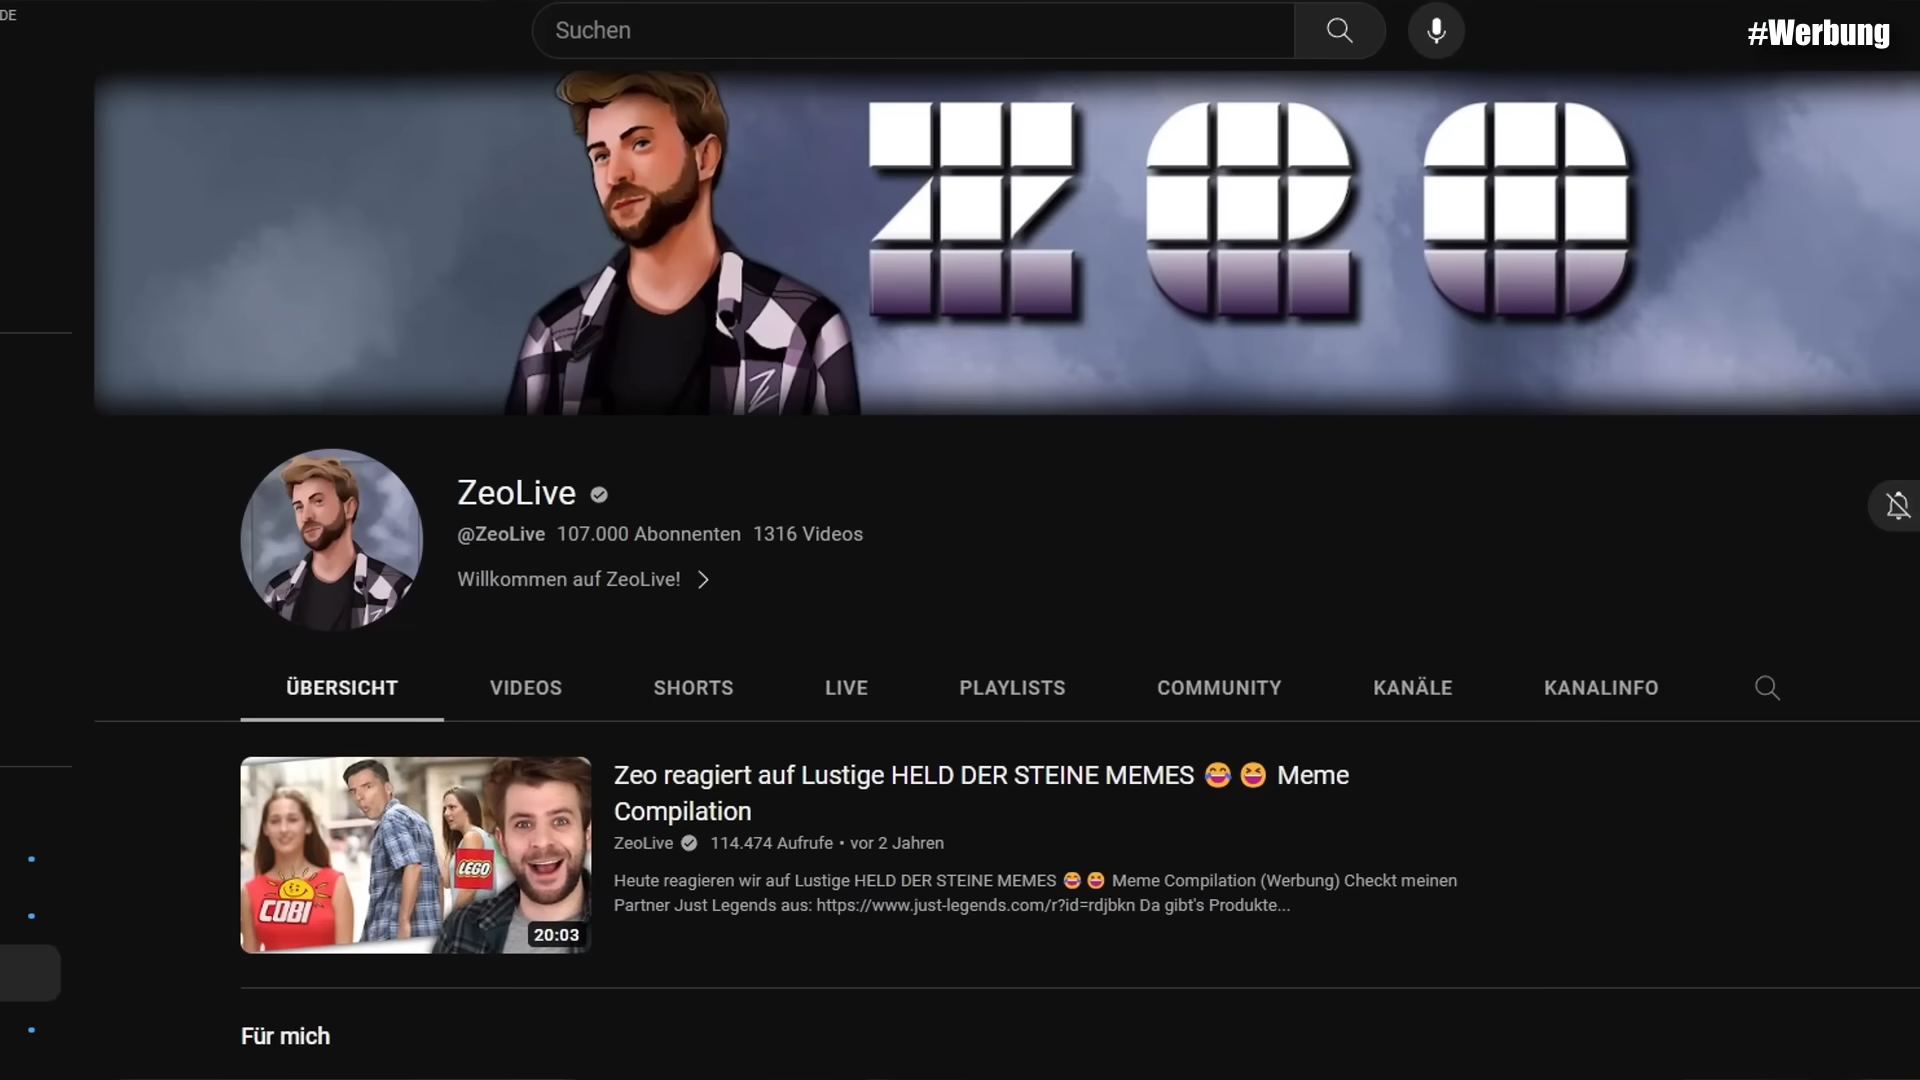 DE
Suchen
#Werbung
ZEO
ZeoLive
@ZeoLive 107.000 Abonnenten 1316 Videos
Willkommen auf ZeoLive!
ÜBERSICHT VIDEOS SHORTS LIVE PLAYLISTS COMMUNITY KANÄLE KANALINFO
COBI
LEGO
20:03
Zeo reagiert auf Lustige HELD DER STEINE MEMES 😂 😆 Meme
Compilation
ZeoLive 114.474 Aufrufe • vor 2 Jahren
Heute reagieren wir auf Lustige HELD DER STEINE MEMES 😂 😆 Meme Compilation (Werbung) Checkt meinen
Partner Just Legends aus: https://www.just-legends.com/r?id=rdjbkn Da gibt's Produkte...
Für mich